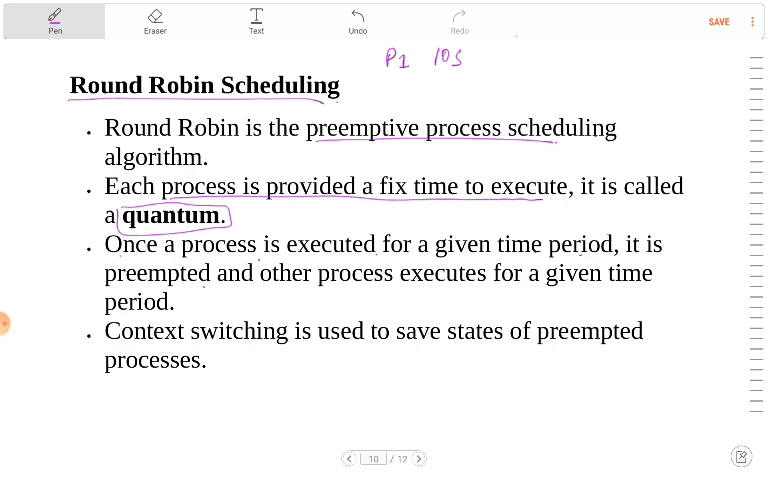 Pen Eraser Text Undo Redo SAVE
P1 10S
Round Robin Scheduling
• Round Robin is the preemptive process scheduling
algorithm.
• Each process is provided a fix time to execute, it is called
a quantum.
• Once a process is executed for a given time period, it is
preempted and other process executes for a given time
period.
• Context switching is used to save states of preempted
processes.
10 / 12